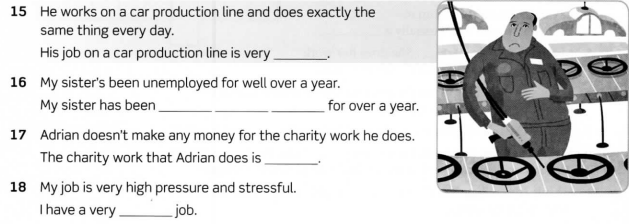 15 He works on a car production line and does exactly the
same thing every day.
His job on a car production line is very ________.
16 My sister's been unemployed for well over a year.
My sister has been ________ ________ ________ for over a year.
17 Adrian doesn't make any money for the charity work he does.
The charity work that Adrian does is ________.
18 My job is very high pressure and stressful.
I have a very ________ job.